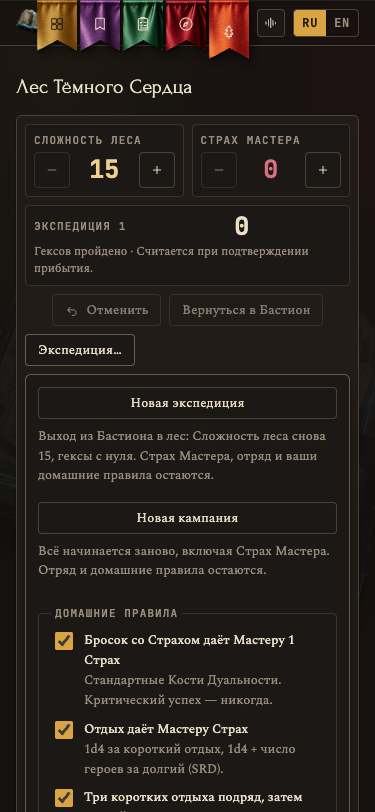 RU EN
Лес Тёмного Сердца
СЛОЖНОСТЬ ЛЕСА
− 15 +
СТРАХ МАСТЕРА
− 0 +
ЭКСПЕДИЦИЯ 1 0
Гексов пройдено · Считается при подтверждении
прибытия.
Отменить
Вернуться в Бастион
Экспедиция…
Новая экспедиция
Выход из Бастиона в лес: Сложность леса снова
15, гексы с нуля. Страх Мастера, отряд и ваши
домашние правила остаются.
Новая кампания
Всё начинается заново, включая Страх Мастера.
Отряд и домашние правила остаются.
ДОМАШНИЕ ПРАВИЛА
Бросок со Страхом даёт Мастеру 1
Страх
Стандартные Кости Дуальности.
Критический успех — никогда.
Отдых даёт Мастеру Страх
1d4 за короткий отдых, 1d4 + число
героев за долгий (SRD).
Три коротких отдыха подряд, затем